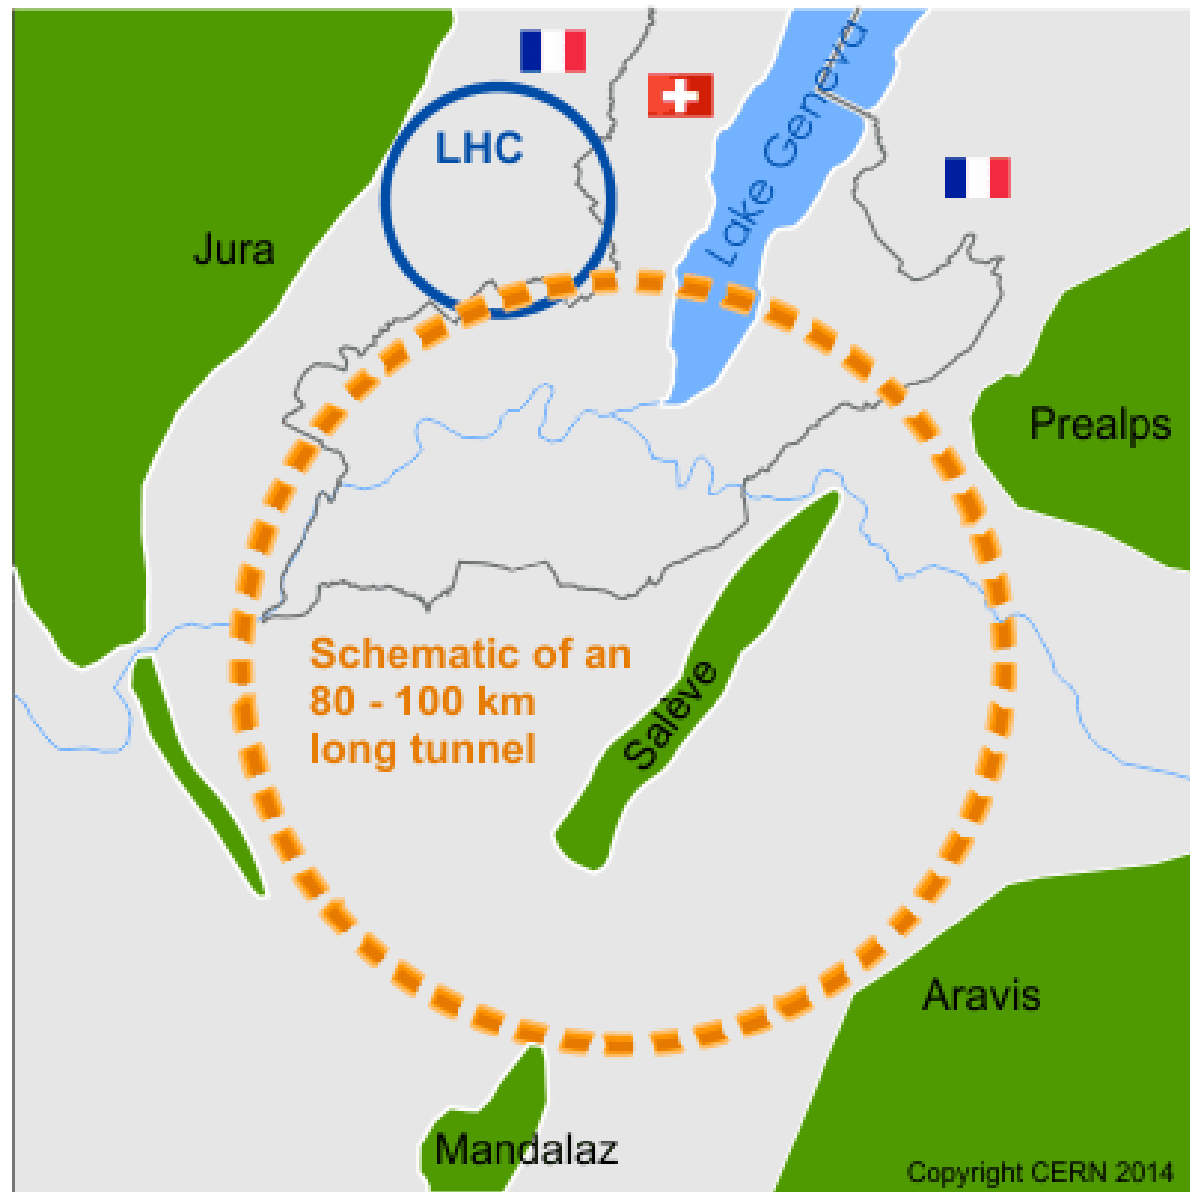 LHC
Lake Geneva
Jura
Prealps
Schematic of an
80 - 100 km
long tunnel
Salève
Aravis
Mandalaz
Copyright CERN 2014